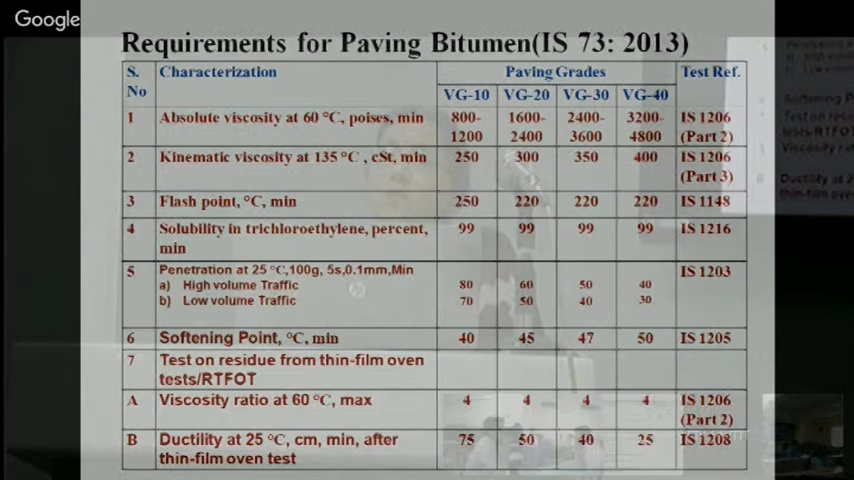 Google
Requirements for Paving Bitumen(IS 73: 2013)
S. No Characterization Paving Grades Test Ref.
VG-10 VG-20 VG-30 VG-40
1 Absolute viscosity at 60 °C, poises, min 800-1200 1600-2400 2400-3600 3200-4800 IS 1206 (Part 2)
2 Kinematic viscosity at 135 °C , cSt, min 250 300 350 400 IS 1206 (Part 3)
3 Flash point, °C, min 250 220 220 220 IS 1148
4 Solubility in trichloroethylene, percent, min 99 99 99 99 IS 1216
5 Penetration at 25 °C,100g, 5s,0.1mm,Min IS 1203
a) High volume Traffic 80 60 50 40
b) Low volume Traffic 70 50 40 30
6 Softening Point, °C, min 40 45 47 50 IS 1205
7 Test on residue from thin-film oven tests/RTFOT
A Viscosity ratio at 60 °C, max 4 4 4 4 IS 1206 (Part 2)
B Ductility at 25 °C, cm, min, after thin-film oven test 75 50 40 25 IS 1208